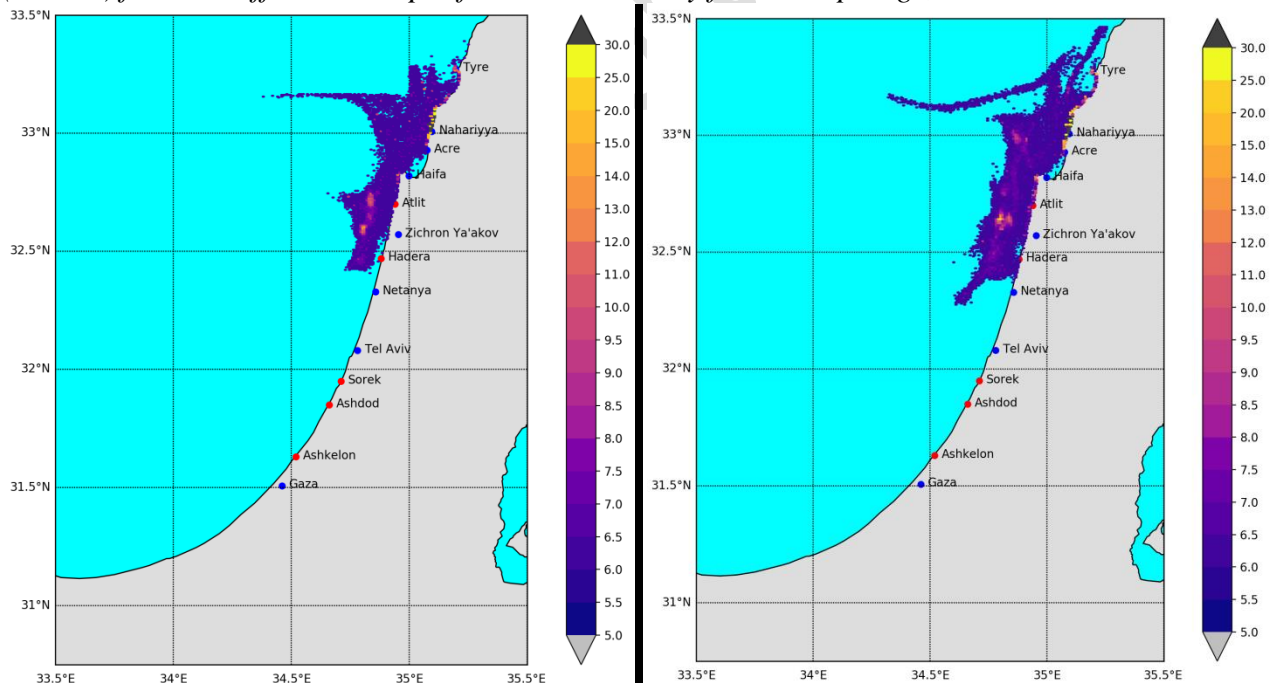 33.5°N
33°N
32.5°N
32°N
31.5°N
31°N
33.5°E
34°E
34.5°E
35°E
35.5°E
Tyre
Nahariyya
Acre
Haifa
Atlit
Zichron Ya'akov
Hadera
Netanya
Tel Aviv
Sorek
Ashdod
Ashkelon
Gaza
30.0
25.0
20.0
15.0
14.0
13.0
12.0
11.0
10.0
9.5
9.0
8.5
8.0
7.5
7.0
6.5
6.0
5.5
5.0
33.5°N
33°N
32.5°N
32°N
31.5°N
31°N
33.5°E
34°E
34.5°E
35°E
35.5°E
Tyre
Nahariyya
Acre
Haifa
Atlit
Zichron Ya'akov
Hadera
Netanya
Tel Aviv
Sorek
Ashdod
Ashkelon
Gaza
30.0
25.0
20.0
15.0
14.0
13.0
12.0
11.0
10.0
9.5
9.0
8.5
8.0
7.5
7.0
6.5
6.0
5.5
5.0